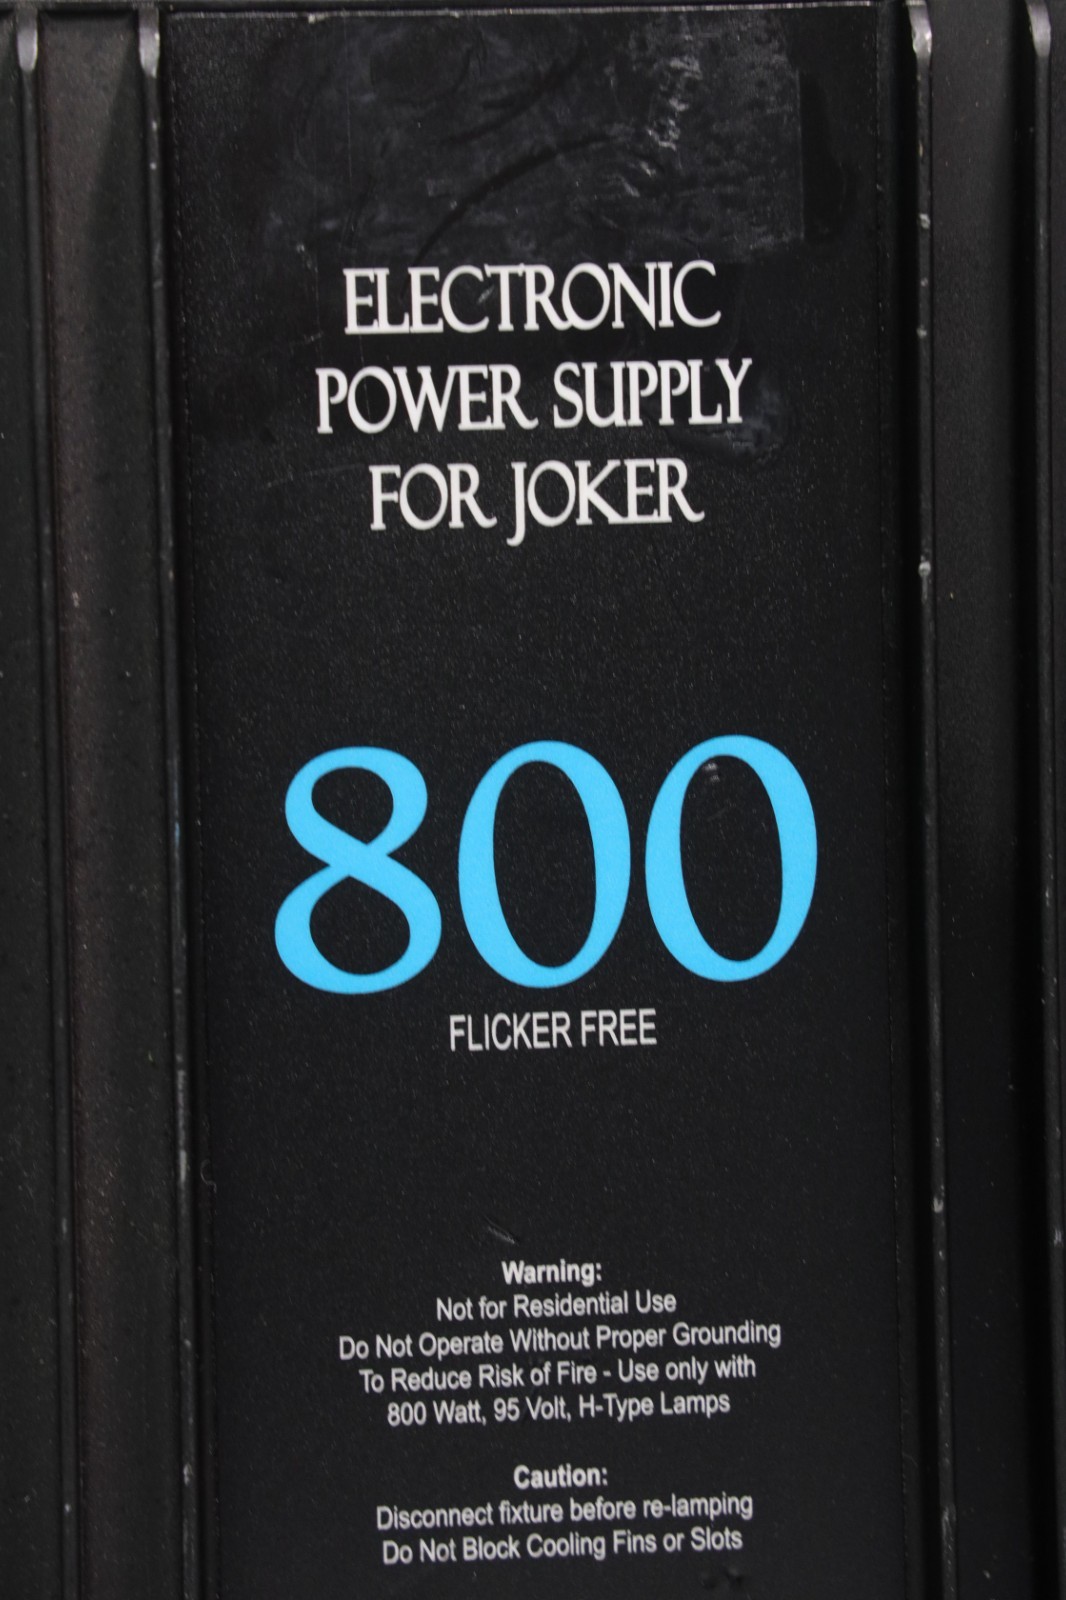 ELECTRONIC
POWER SUPPLY
FOR JOKER
800
FLICKER FREE
Warning:
Not for Residential Use
Do Not Operate Without Proper Grounding
To Reduce Risk of Fire - Use only with
800 Watt, 95 Volt, H-Type Lamps
Caution:
Disconnect fixture before re-lamping
Do Not Block Cooling Fins or Slots